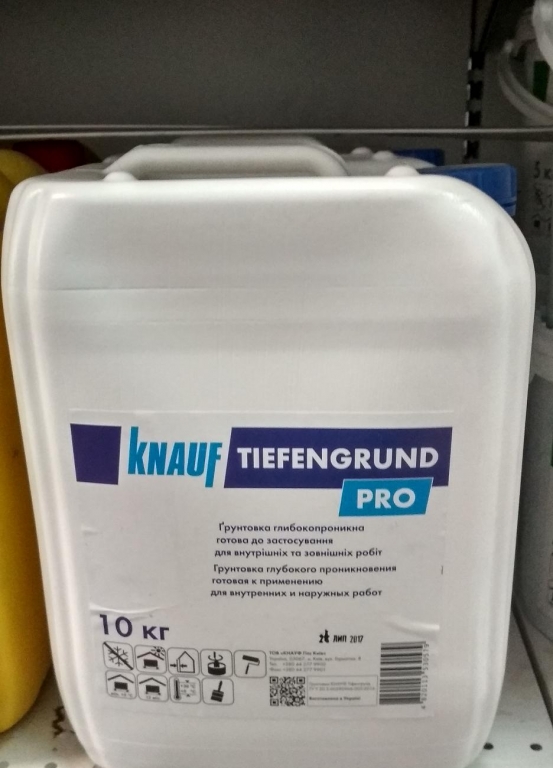 KNAUF TIEFENGRUND
PRO
Ґрунтовка глибокопроникна
готова до застосування
для внутрішніх та зовнішніх робіт
Грунтовка глубокого проникновения
готовая к применению
для внутренних и наружных работ
10 кг
ЛИП 2017